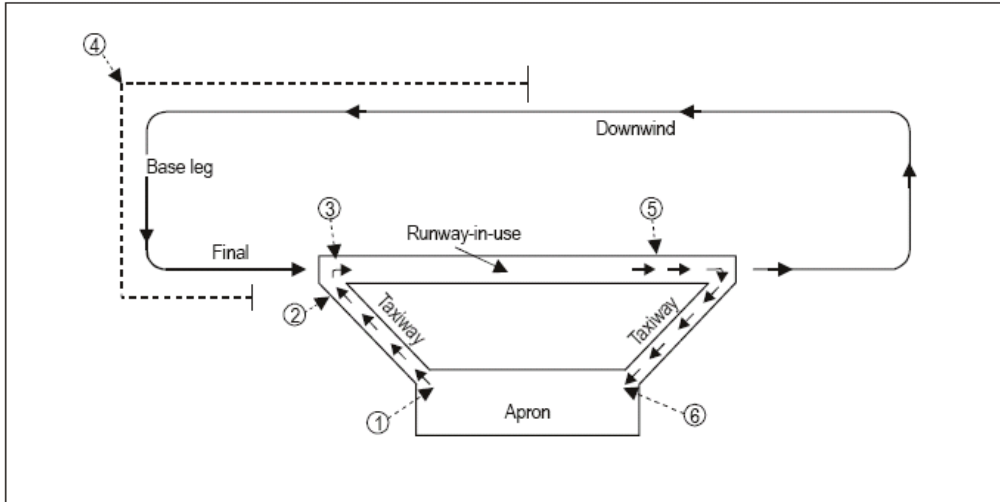 ④
Downwind
Base leg
③
⑤
Runway-in-use
Final
②
Taxiway
Taxiway
①
Apron
⑥